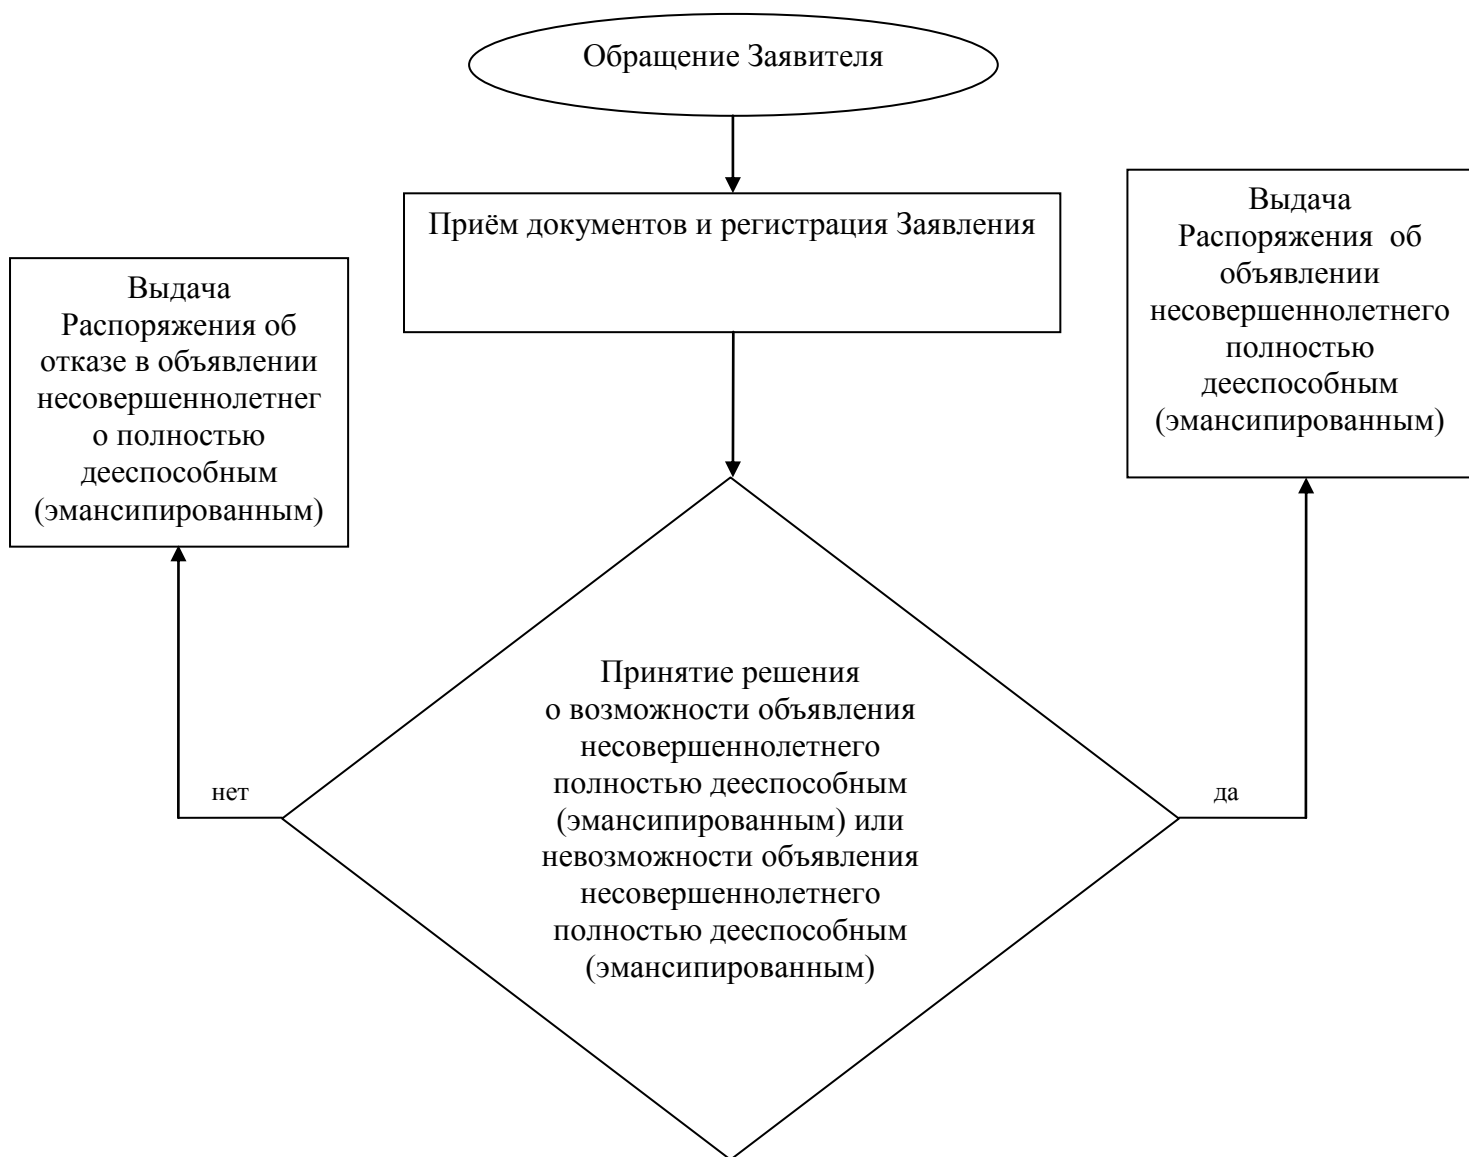 Обращение Заявителя
Приём документов и регистрация Заявления
Выдача
Распоряжения об
объявлении
несовершеннолетнего
полностью
дееспособным
(эмансипированным)
Выдача
Распоряжения об
отказе в объявлении
несовершеннолетнег
о полностью
дееспособным
(эмансипированным)
Принятие решения
о возможности объявления
несовершеннолетнего
полностью дееспособным
(эмансипированным) или
невозможности объявления
несовершеннолетнего
полностью дееспособным
(эмансипированным)
нет
да